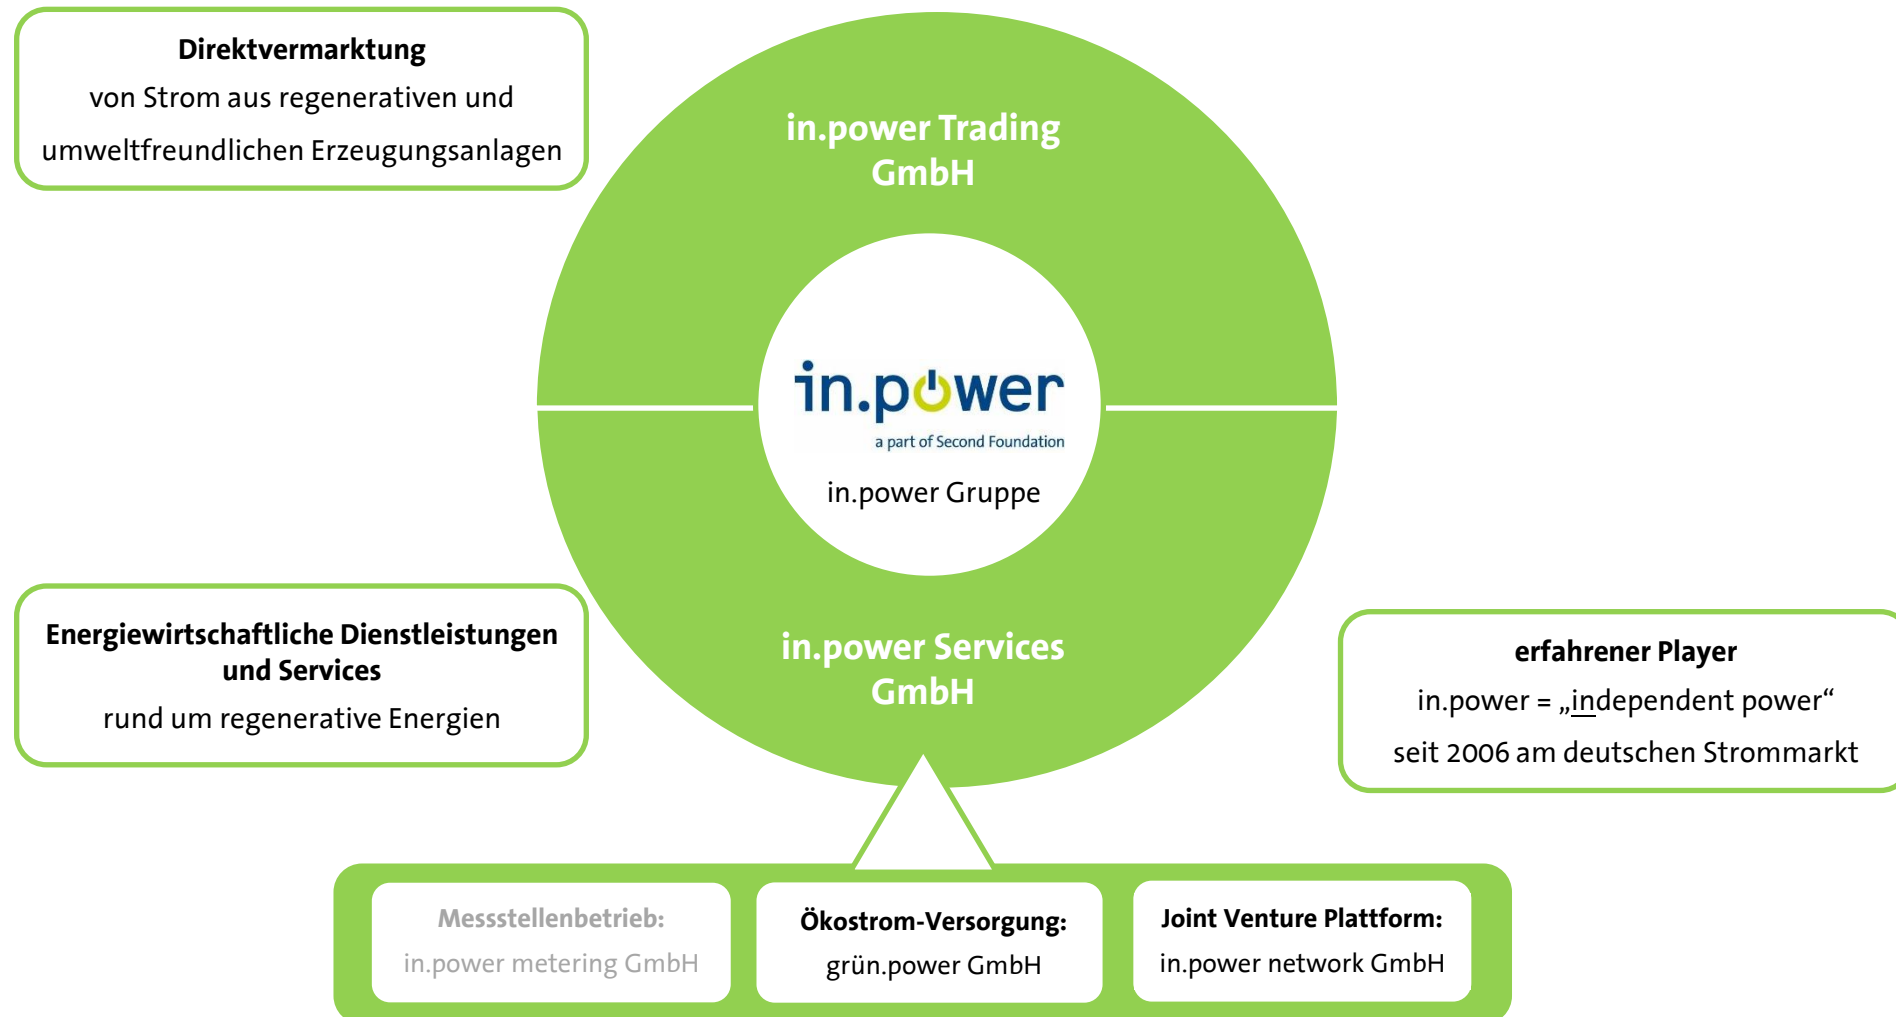 Direktvermarktung
von Strom aus regenerativen und
umweltfreundlichen Erzeugungsanlagen
in.power Trading
GmbH
in.power
a part of Second Foundation
in.power Gruppe
Energiewirtschaftliche Dienstleistungen
und Services
rund um regenerative Energien
in.power Services
GmbH
erfahrener Player
in.power = „independent power“
seit 2006 am deutschen Strommarkt
Messstellenbetrieb:
in.power metering GmbH
Ökostrom-Versorgung:
grün.power GmbH
Joint Venture Plattform:
in.power network GmbH